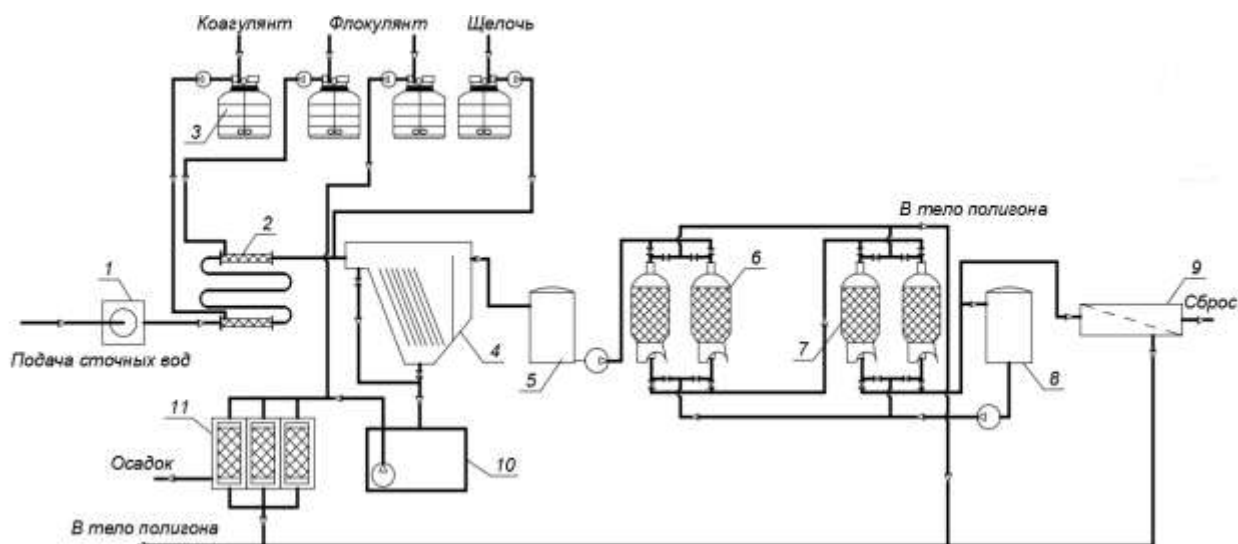 Коагулянт
Флокулянт
Щелочь
3
2
1
Подача сточных вод
4
5
В тело полигона
6
7
8
9
Сброс
11
Осадок
10
В тело полигона